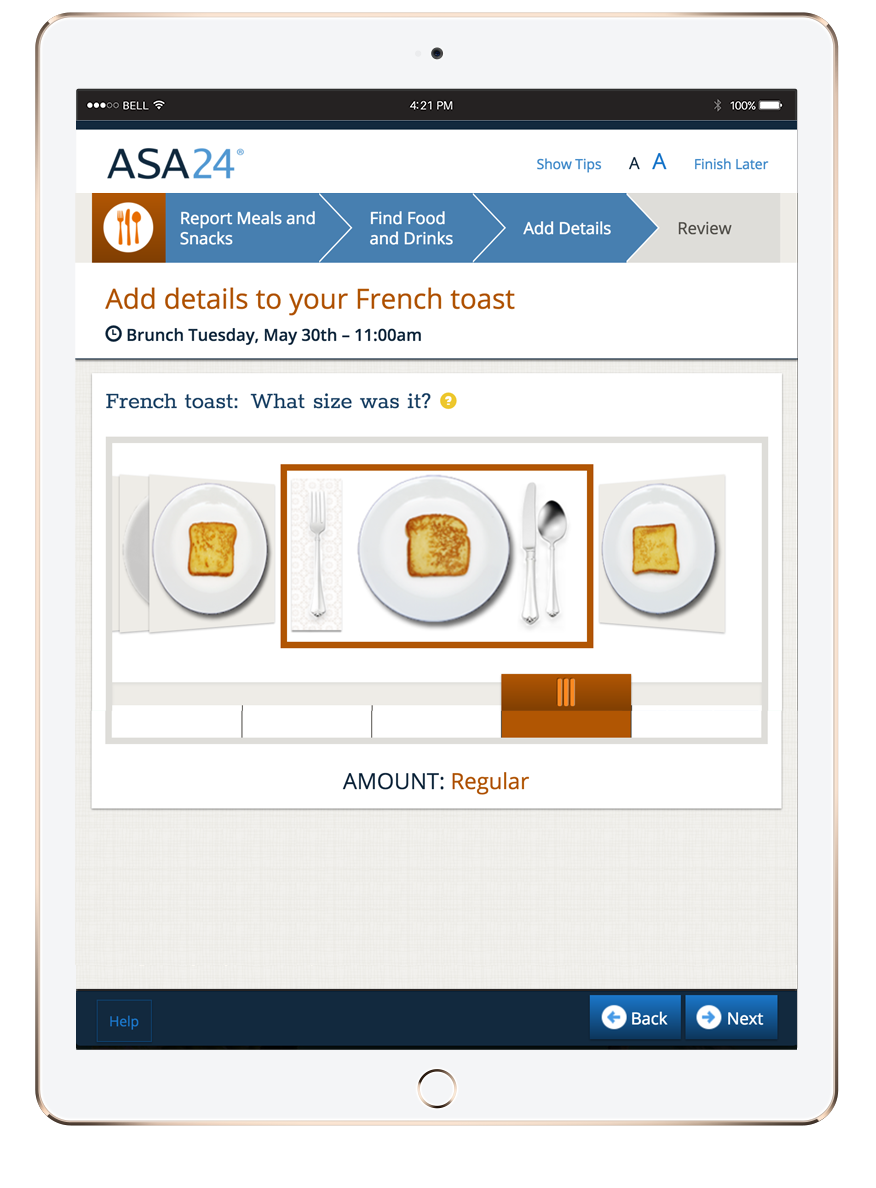 ●●●○○ BELL 4:21 PM 100%
ASA24® Show Tips A A Finish Later
Report Meals and
Snacks
Find Food
and Drinks
Add Details
Review
Add details to your French toast
Brunch Tuesday, May 30th – 11:00am
French toast: What size was it? ?
AMOUNT: Regular
Help Back Next